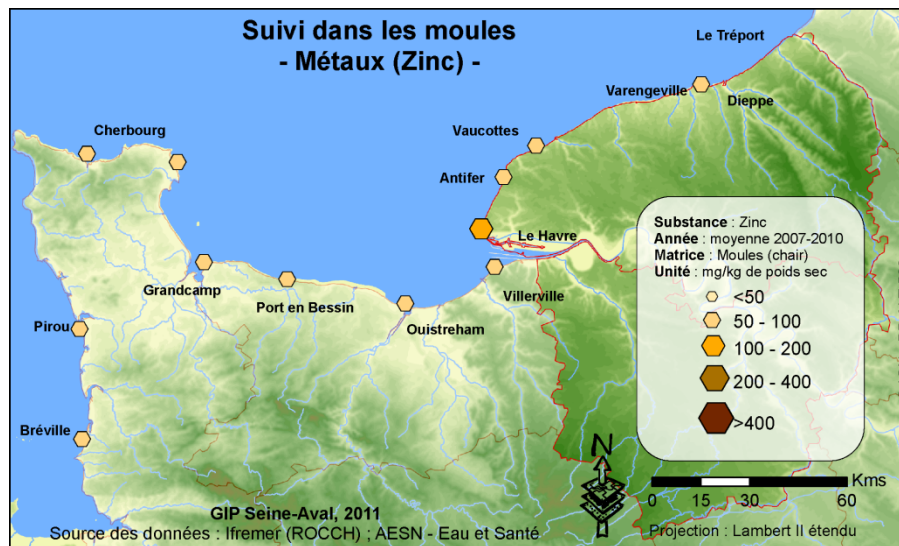 Suivi dans les moules
- Métaux (Zinc) -
Le Tréport
Varengeville
Dieppe
Cherbourg
Vaucottes
Antifer
Le Havre
Grandcamp
Port en Bessin
Villerville
Ouistreham
Pirou
Bréville
Substance : Zinc
Année : moyenne 2007-2010
Matrice : Moules (chair)
Unité : mg/kg de poids sec
<50
50 - 100
100 - 200
200 - 400
>400
N
Kms
0 15 30 60
GIP Seine-Aval, 2011
Source des données : Ifremer (ROCCH) ; AESN - Eau et Santé
Projection : Lambert II étendu